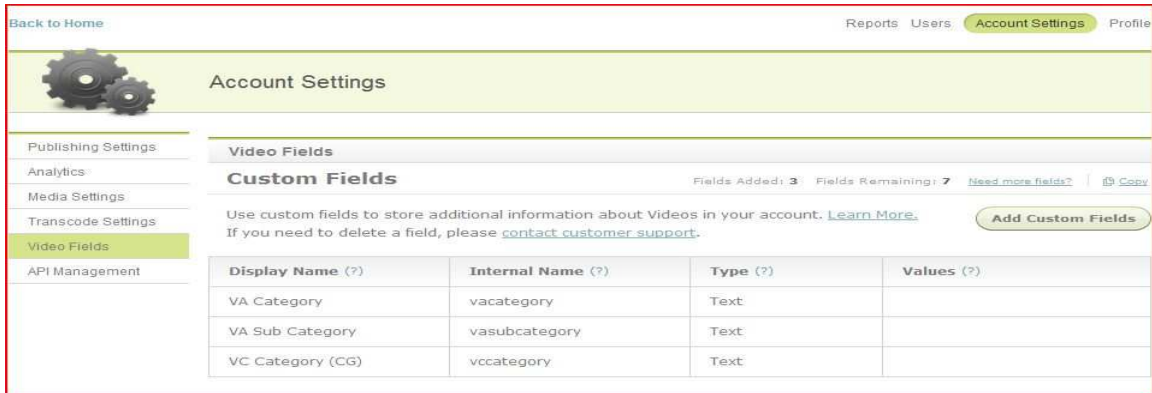 Back to Home
Reports Users Account Settings Profile
Account Settings
Publishing Settings
Analytics
Media Settings
Transcode Settings
Video Fields
API Management
Video Fields
Custom Fields
Fields Added: 3 Fields Remaining: 7 Need more fields? Copy
Use custom fields to store additional information about Videos in your account. Learn More.
If you need to delete a field, please contact customer support.
Add Custom Fields
Display Name (?) Internal Name (?) Type (?) Values (?)
VA Category vacategory Text
VA Sub Category vasubcategory Text
VC Category (CG) vccategory Text